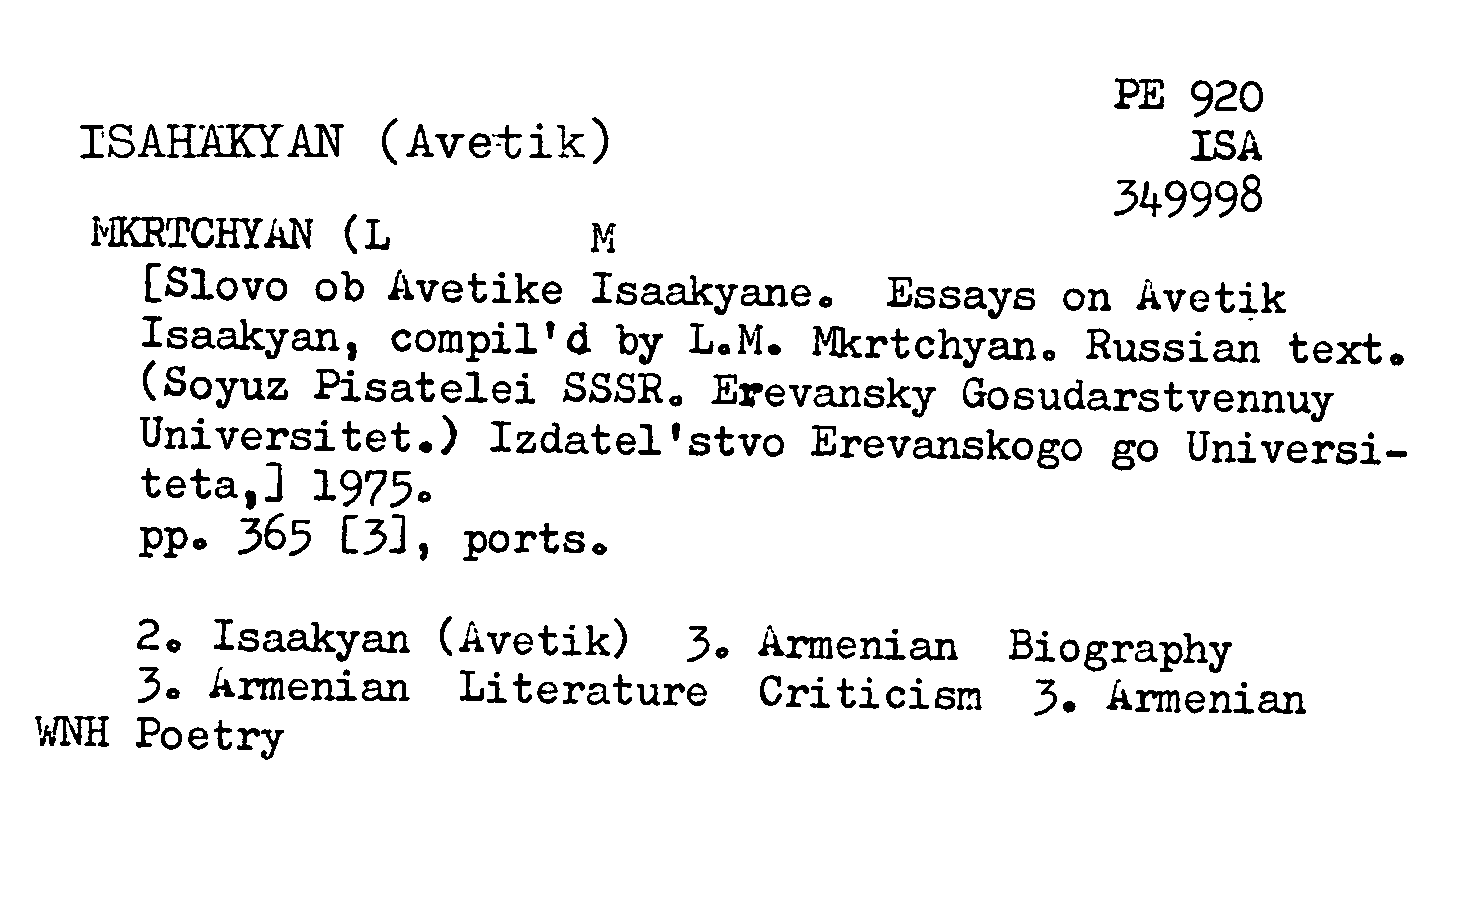 PE 920
ISAHAKYAN (Avetik)
ISA
349998
MKRTCHYAN (L M
[Slovo ob Avetike Isaakyane. Essays on Avetik
Isaakyan, compil'd by L.M. Mkrtchyan. Russian text.
(Soyuz Pisatelei SSSR. Erevansky Gosudarstvennuy
Universitet.) Izdatel'stvo Erevanskogo go Universi-
teta,] 1975.
pp. 365 [3], ports.
2. Isaakyan (Avetik) 3. Armenian Biography
3. Armenian Literature Criticism 3. Armenian
WNH Poetry